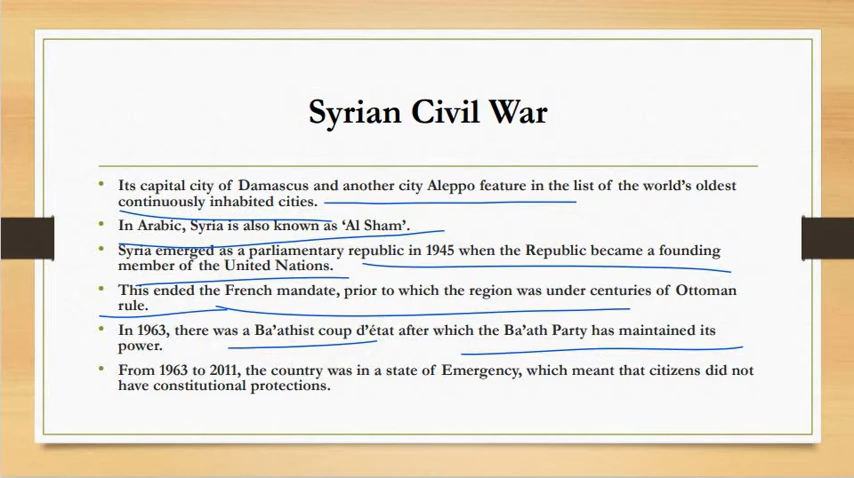 Syrian Civil War
• Its capital city of Damascus and another city Aleppo feature in the list of the world’s oldest
continuously inhabited cities.
• In Arabic, Syria is also known as ‘Al Sham’.
• Syria emerged as a parliamentary republic in 1945 when the Republic became a founding
member of the United Nations.
• This ended the French mandate, prior to which the region was under centuries of Ottoman
rule.
• In 1963, there was a Ba’athist coup d’état after which the Ba’ath Party has maintained its
power.
• From 1963 to 2011, the country was in a state of Emergency, which meant that citizens did not
have constitutional protections.